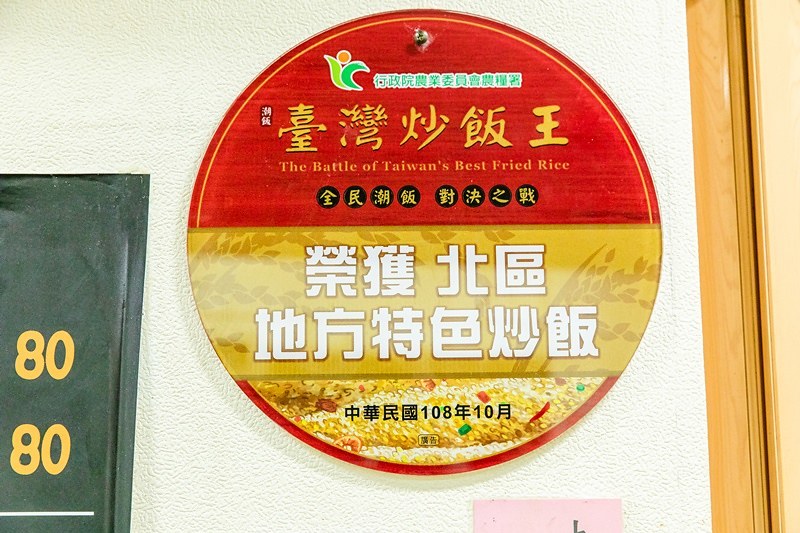 行政院農業委員會農糧署
潮飯
臺灣炒飯王
The Battle of Taiwan's Best Fried Rice
全民潮飯 對決之戰
榮獲 北區
地方特色炒飯
中華民國108年10月
廣告
80
80